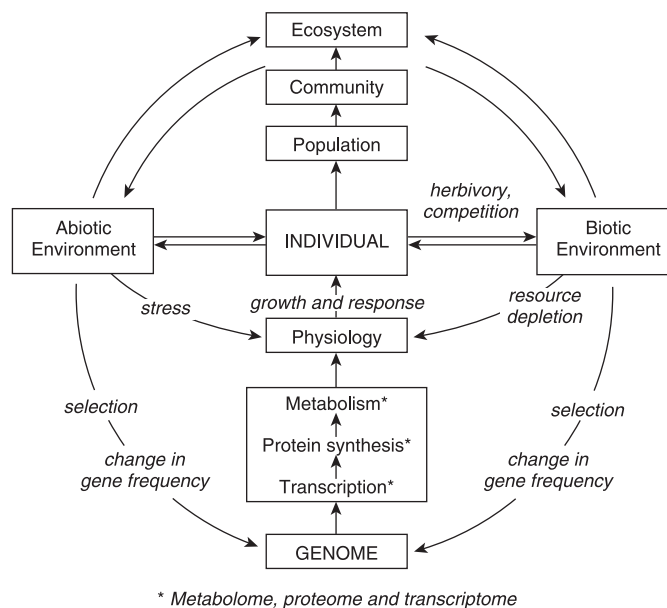 Ecosystem
Community
Population
herbivory,
competition
Abiotic
Environment
INDIVIDUAL
Biotic
Environment
stress
growth and response
resource
depletion
Physiology
Metabolism*
selection
selection
Protein synthesis*
change in
gene frequency
change in
gene frequency
Transcription*
GENOME
* Metabolome, proteome and transcriptome